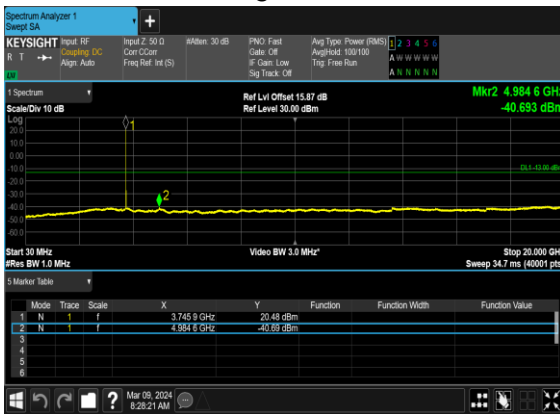 Spectrum Analyzer 1
Swept SA
KEYSIGHT Input: RF Input Z: 50 Ω #Atten: 30 dB PNO: Fast Avg Type: Power (RMS) 1 2 3 4 5 6
R T Coupling: DC Corr CCorr Gate: Off Avg|Hold: 100/100 A W W W W W
Align: Auto Freq Ref: Int (S) IF Gain: Low Trig: Free Run
LV Sig Track: Off A N N N N N
1 Spectrum Ref Lvl Offset 15.87 dB Mkr2 4.984 6 GHz
Scale/Div 10 dB Ref Level 30.00 dBm -40.693 dBm
Log
1
20.0
10.0
0.00
-10.0 DL1 -13.00 dBm
-20.0
-30.0 2
-40.0
-50.0
-60.0
Start 30 MHz Video BW 3.0 MHz* Stop 20.000 GHz
#Res BW 1.0 MHz Sweep 34.7 ms (40001 pts)
5 Marker Table
Mode Trace Scale X Y Function Function Width Function Value
1 N 1 f 3.745 9 GHz 20.48 dBm
2 N 1 f 4.984 6 GHz -40.69 dBm
3
4
5
6
? Mar 09, 2024
8:28:21 AM